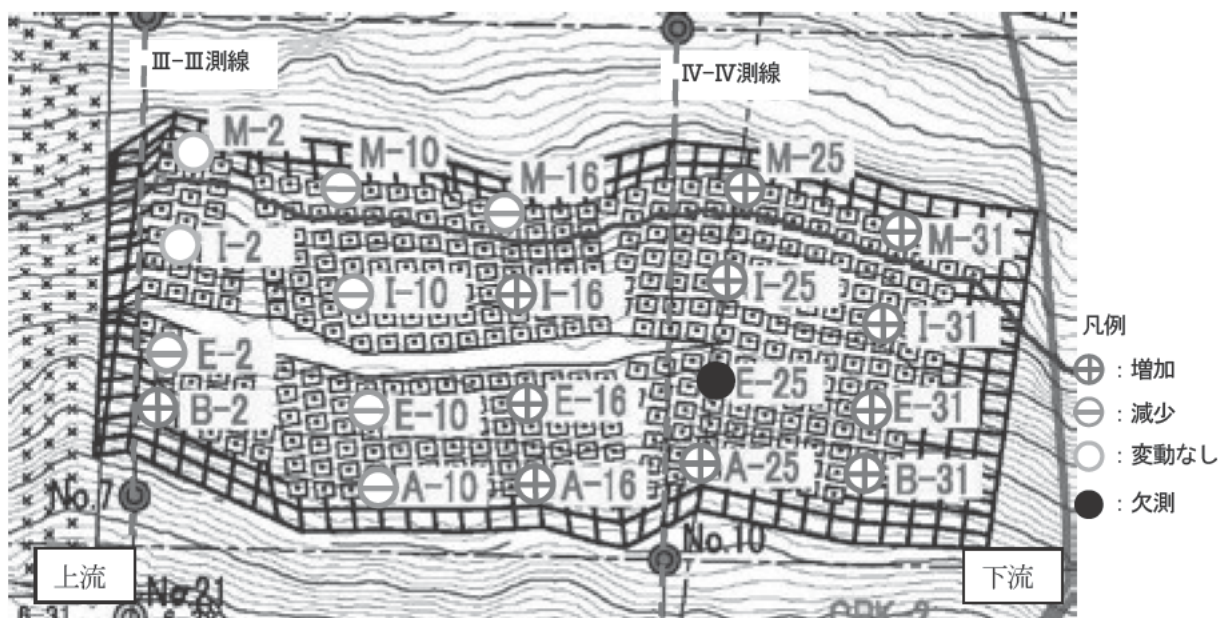 Ⅲ-Ⅲ測線
Ⅳ-Ⅳ測線
M-2
M-10
M-16
M-25
M-31
I-2
I-10
I-16
I-25
I-31
E-2
E-10
E-16
E-25
E-31
B-2
A-10
A-16
A-25
B-31
No.7
No.10
No.21
上流
下流
凡例
⊕：増加
⊖：減少
○：変動なし
●：欠測